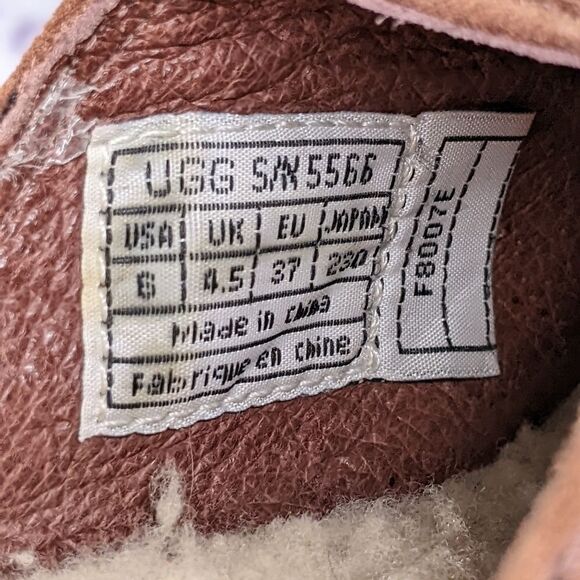 UGG S/N 5566
USA UK EU JAPAN
6 4.5 37 230
Made in China
Fabriqué en Chine
F8007E